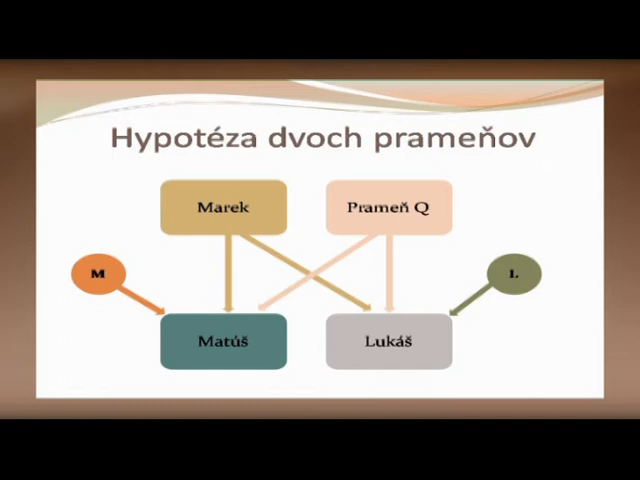 Hypotéza dvoch prameňov
Marek
Prameň Q
M
L
Matúš
Lukáš